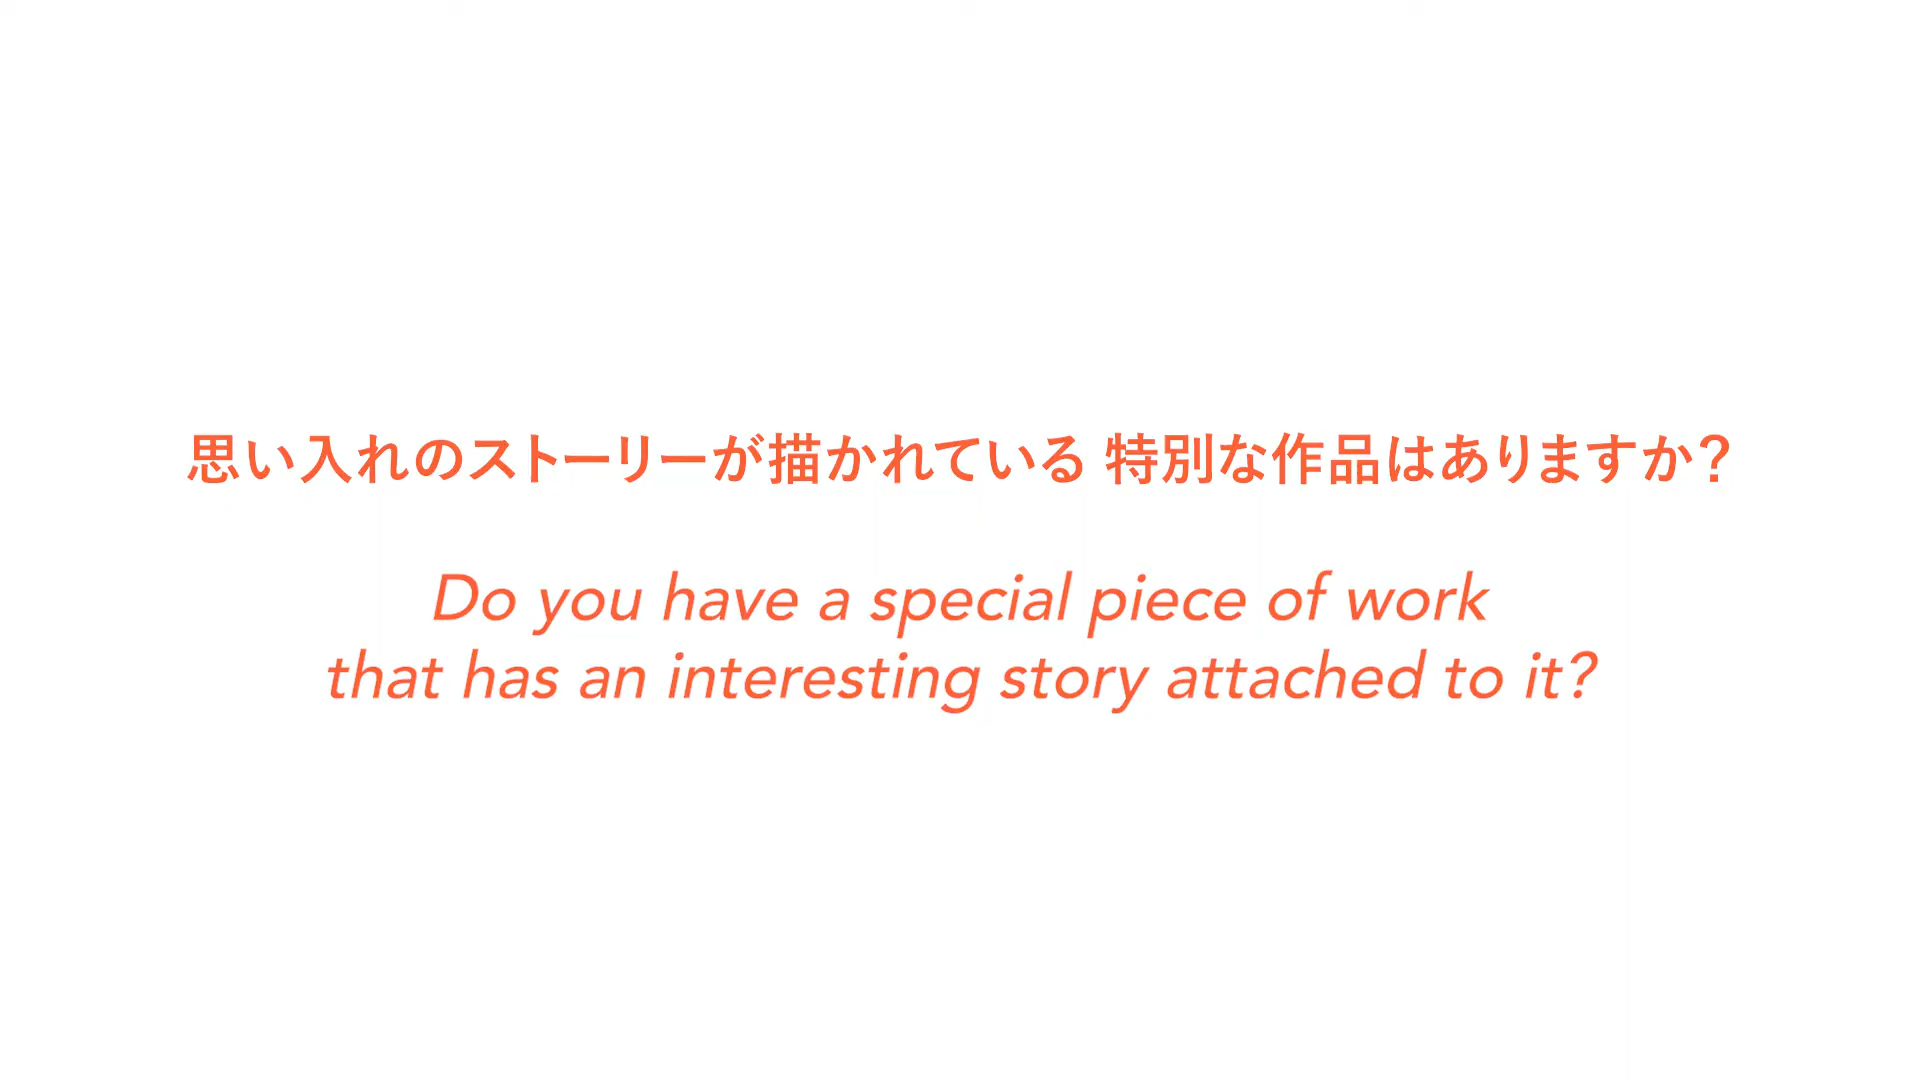 思い入れのストーリーが描かれている 特別な作品はありますか?
Do you have a special piece of work
that has an interesting story attached to it?